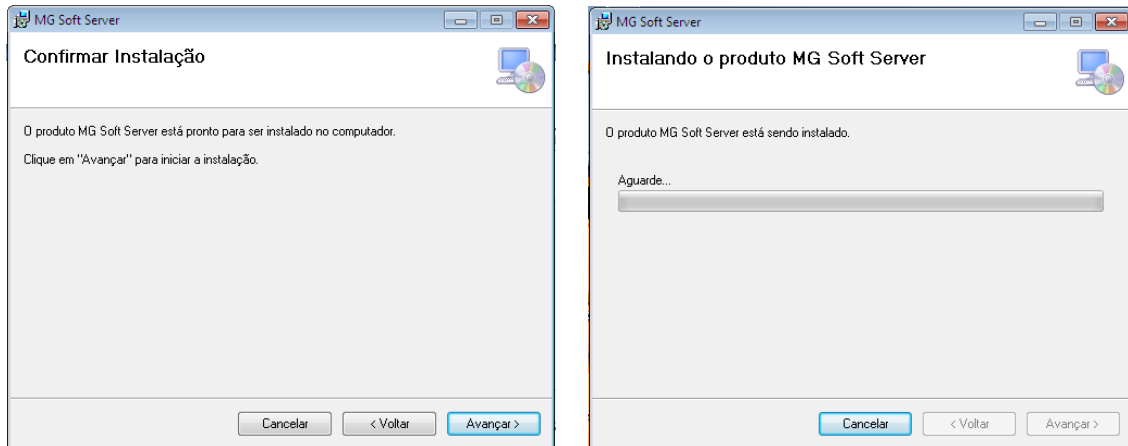 MG Soft Server
Confirmar Instalação
O produto MG Soft Server está pronto para ser instalado no computador.
Clique em "Avançar" para iniciar a instalação.
Cancelar
< Voltar
Avançar >
MG Soft Server
Instalando o produto MG Soft Server
O produto MG Soft Server está sendo instalado.
Aguarde...
Cancelar
< Voltar
Avançar >